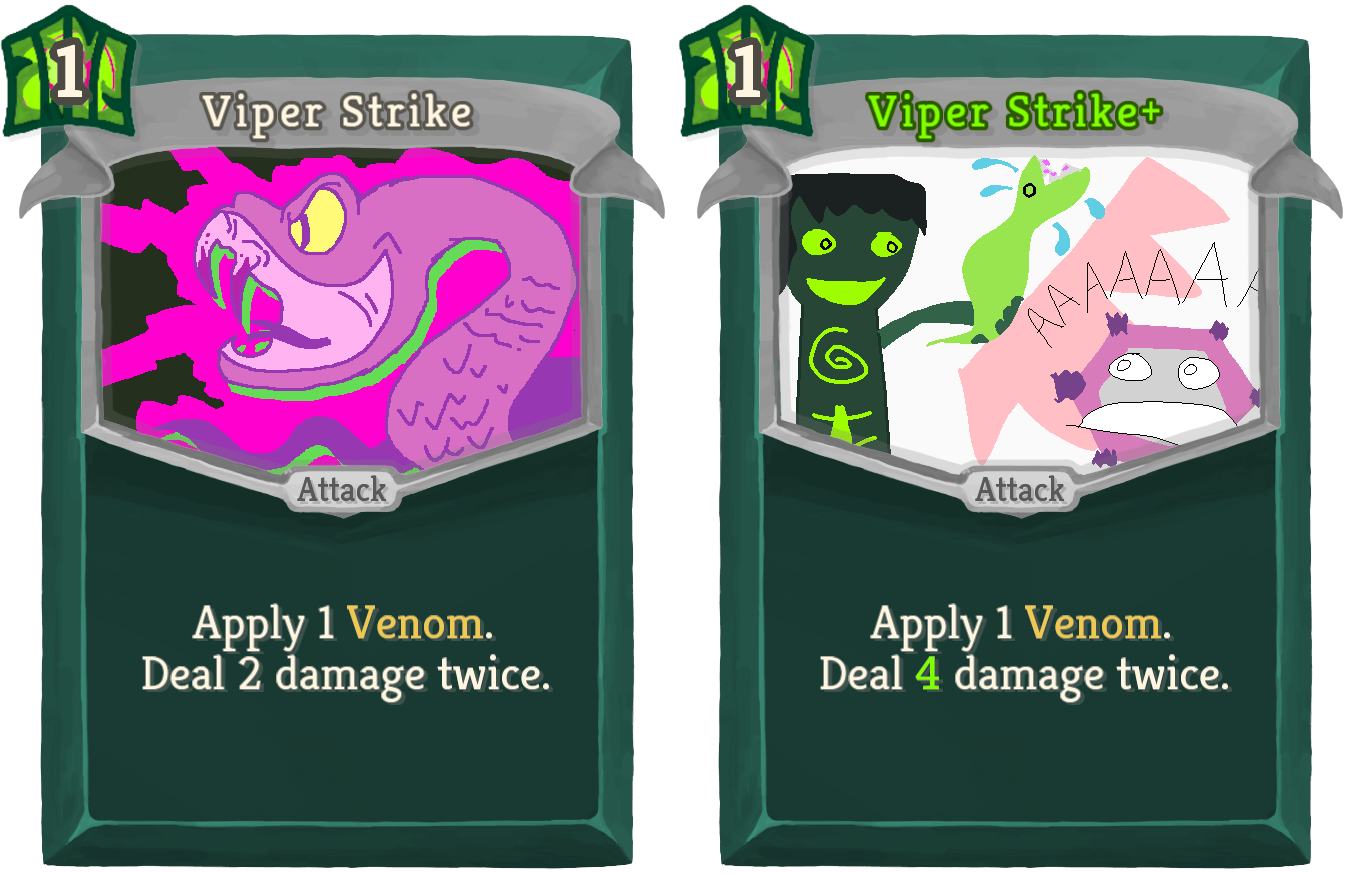 1
Viper Strike
Attack
Apply 1 Venom.
Deal 2 damage twice.
1
Viper Strike+
AAAAAAA
Attack
Apply 1 Venom.
Deal 4 damage twice.